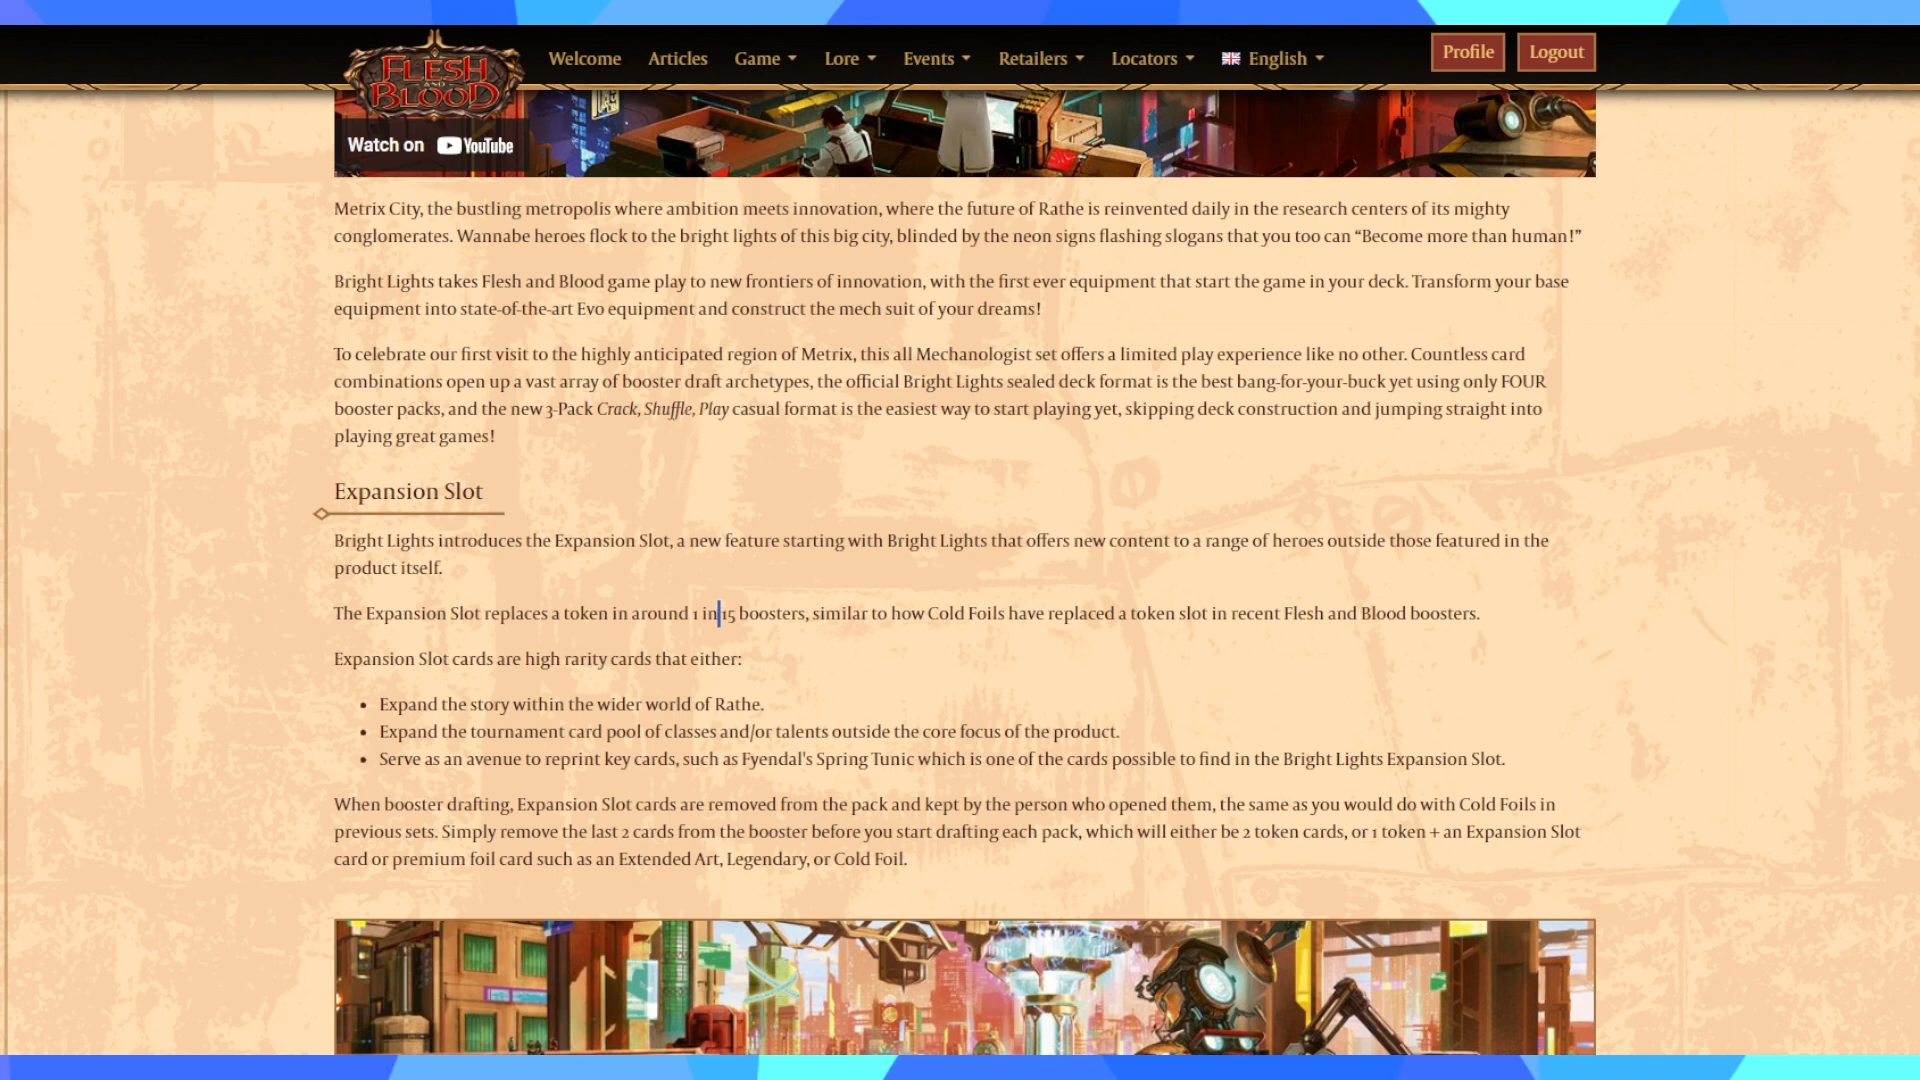 FLESH
AND
BLOOD
Welcome
Articles
Game
Lore
Events
Retailers
Locators
English
Profile
Logout
Watch on YouTube
Metrix City, the bustling metropolis where ambition meets innovation, where the future of Rathe is reinvented daily in the research centers of its mighty
conglomerates. Wannabe heroes flock to the bright lights of this big city, blinded by the neon signs flashing slogans that you too can “Become more than human!”
Bright Lights takes Flesh and Blood game play to new frontiers of innovation, with the first ever equipment that start the game in your deck. Transform your base
equipment into state-of-the-art Evo equipment and construct the mech suit of your dreams!
To celebrate our first visit to the highly anticipated region of Metrix, this all Mechanologist set offers a limited play experience like no other. Countless card
combinations open up a vast array of booster draft archetypes, the official Bright Lights sealed deck format is the best bang-for-your-buck yet using only FOUR
booster packs, and the new 3-Pack Crack, Shuffle, Play casual format is the easiest way to start playing yet, skipping deck construction and jumping straight into
playing great games!
Expansion Slot
Bright Lights introduces the Expansion Slot, a new feature starting with Bright Lights that offers new content to a range of heroes outside those featured in the
product itself.
The Expansion Slot replaces a token in around 1 in 15 boosters, similar to how Cold Foils have replaced a token slot in recent Flesh and Blood boosters.
Expansion Slot cards are high rarity cards that either:
• Expand the story within the wider world of Rathe.
• Expand the tournament card pool of classes and/or talents outside the core focus of the product.
• Serve as an avenue to reprint key cards, such as Fyendal's Spring Tunic which is one of the cards possible to find in the Bright Lights Expansion Slot.
When booster drafting, Expansion Slot cards are removed from the pack and kept by the person who opened them, the same as you would do with Cold Foils in
previous sets. Simply remove the last 2 cards from the booster before you start drafting each pack, which will either be 2 token cards, or 1 token + an Expansion Slot
card or premium foil card such as an Extended Art, Legendary, or Cold Foil.